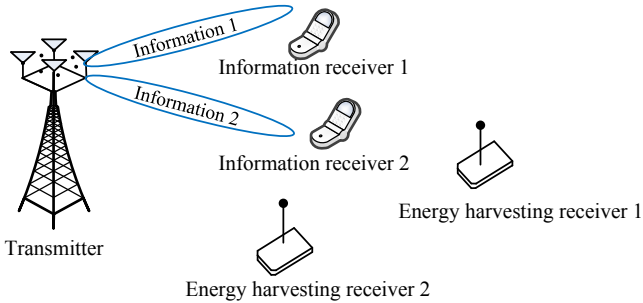 Information 1
Information receiver 1
Information 2
Information receiver 2
Energy harvesting receiver 1
Transmitter
Energy harvesting receiver 2